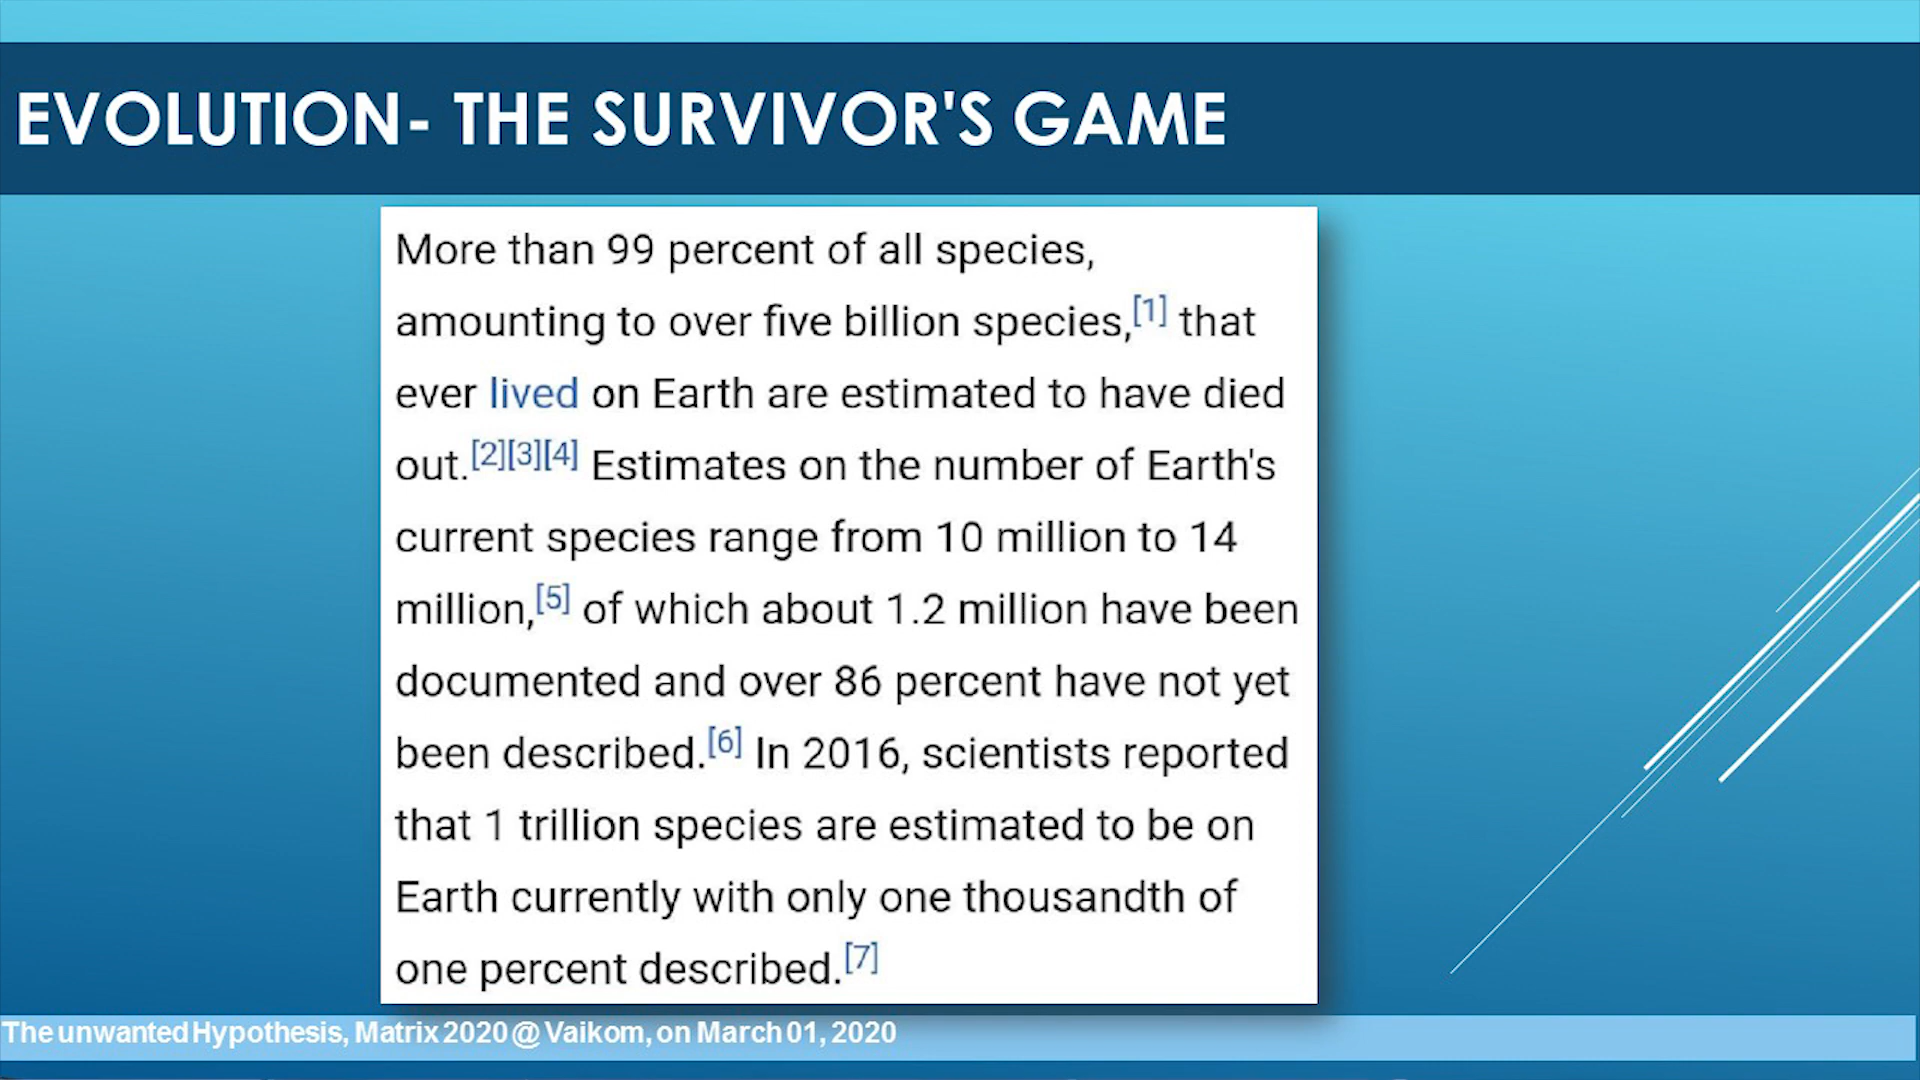 EVOLUTION- THE SURVIVOR'S GAME
More than 99 percent of all species,
amounting to over five billion species,[1] that
ever lived on Earth are estimated to have died
out.[2][3][4] Estimates on the number of Earth's
current species range from 10 million to 14
million,[5] of which about 1.2 million have been
documented and over 86 percent have not yet
been described.[6] In 2016, scientists reported
that 1 trillion species are estimated to be on
Earth currently with only one thousandth of
one percent described.[7]
The unwanted Hypothesis, Matrix 2020 @ Vaikom, on March 01, 2020